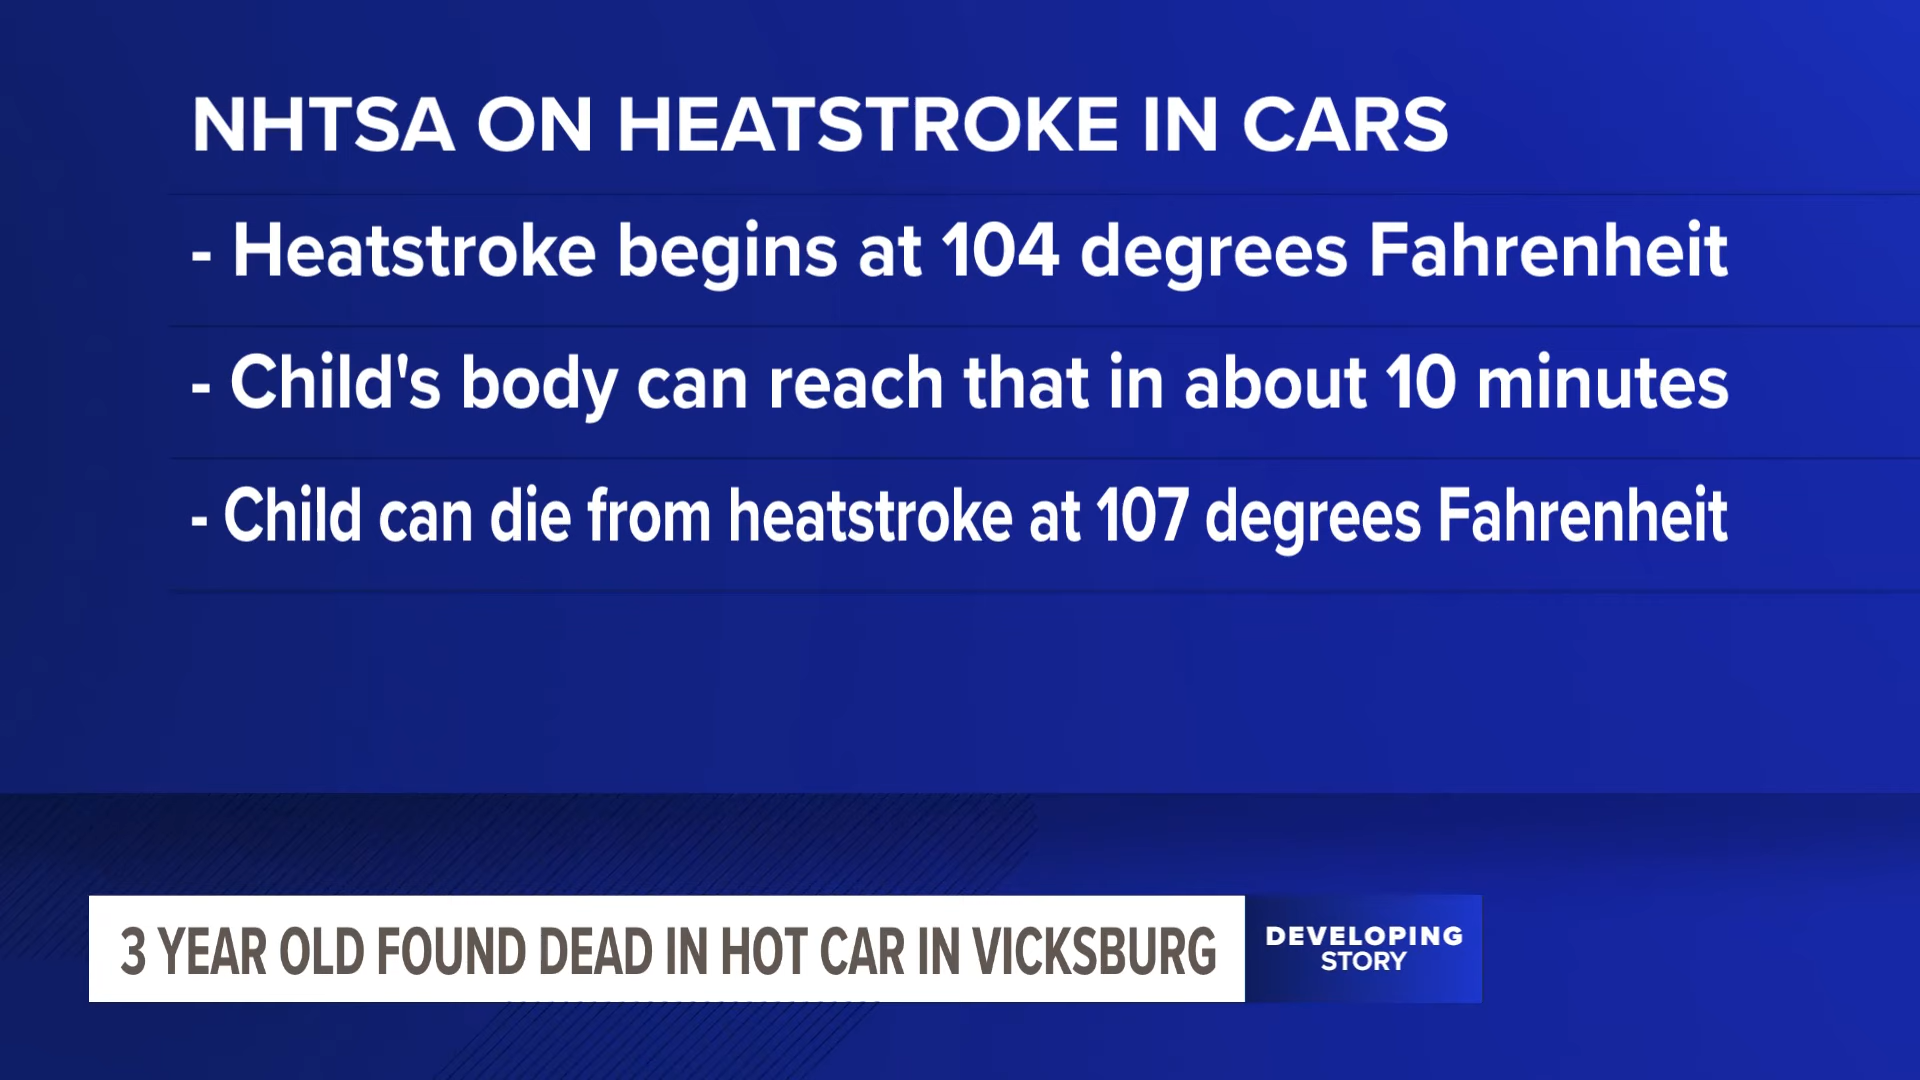 NHTSA ON HEATSTROKE IN CARS
- Heatstroke begins at 104 degrees Fahrenheit
- Child's body can reach that in about 10 minutes
- Child can die from heatstroke at 107 degrees Fahrenheit
3 YEAR OLD FOUND DEAD IN HOT CAR IN VICKSBURG
DEVELOPING
STORY